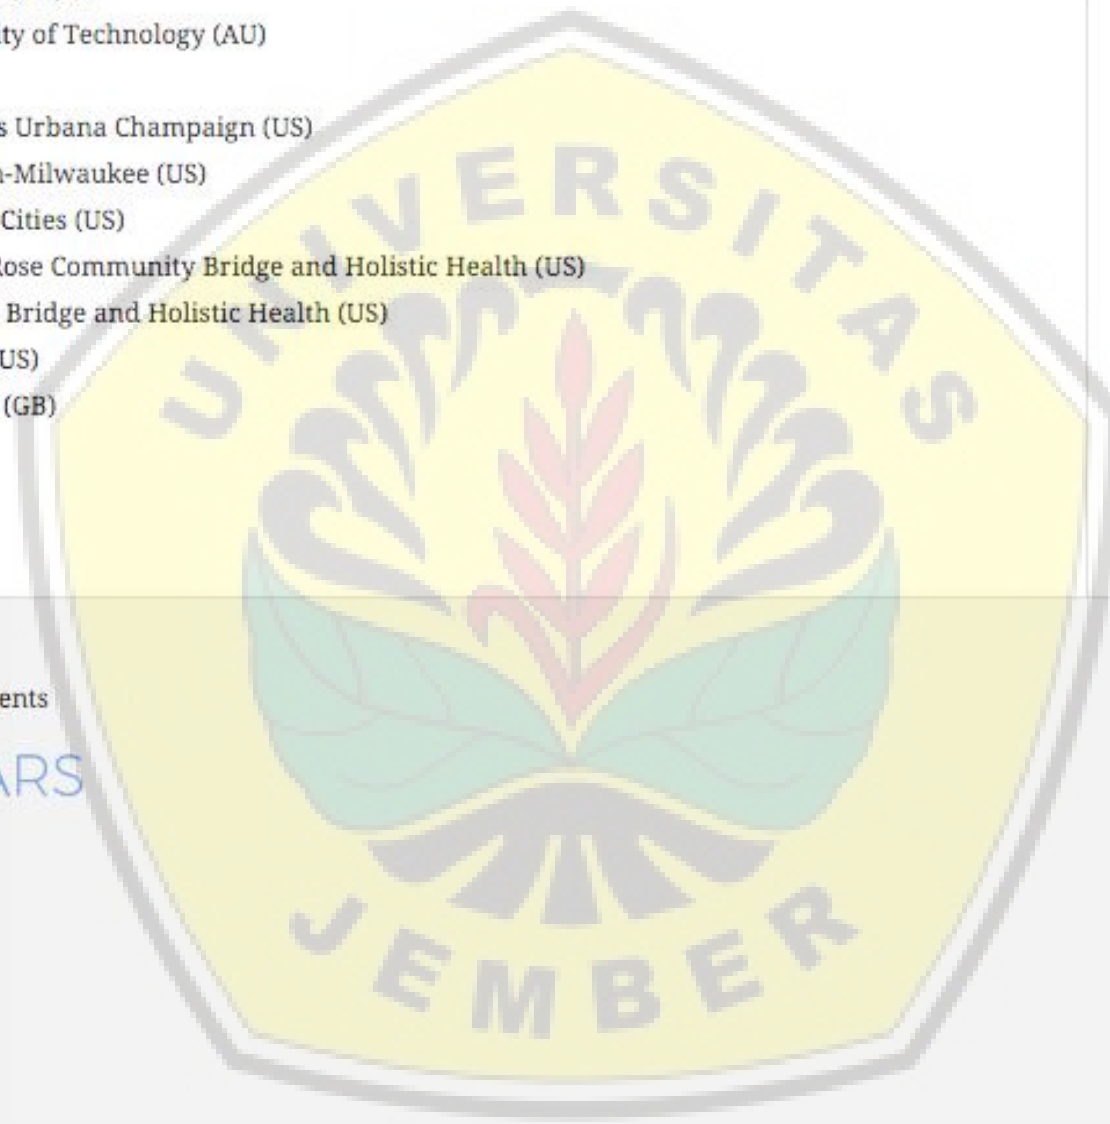 ty of Technology (AU)
s Urbana Champaign (US)
-Milwaukee (US)
Cities (US)
Rose Community Bridge and Holistic Health (US)
Bridge and Holistic Health (US)
US)
(GB)
ents
ARS
UNIVERSITAS
JEMBER